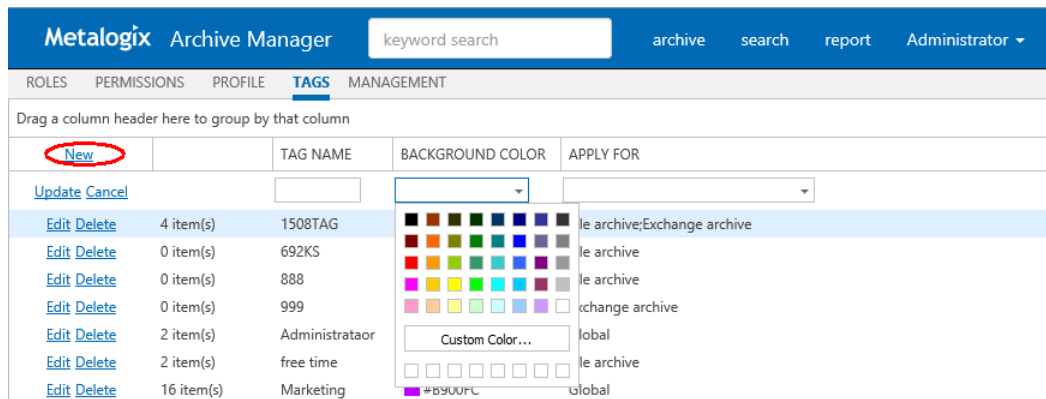 Metalogix Archive Manager keyword search archive search report Administrator
ROLES PERMISSIONS PROFILE TAGS MANAGEMENT
Drag a column header here to group by that column
New TAG NAME BACKGROUND COLOR APPLY FOR
Update Cancel
Edit Delete 4 item(s) 1508TAG le archive;Exchange archive
Edit Delete 0 item(s) 692KS le archive
Edit Delete 0 item(s) 888 le archive
Edit Delete 0 item(s) 999 xchange archive
Edit Delete 2 item(s) Administrataor Custom Color... lobal
Edit Delete 2 item(s) free time le archive
Edit Delete 16 item(s) Marketing #B900FC Global